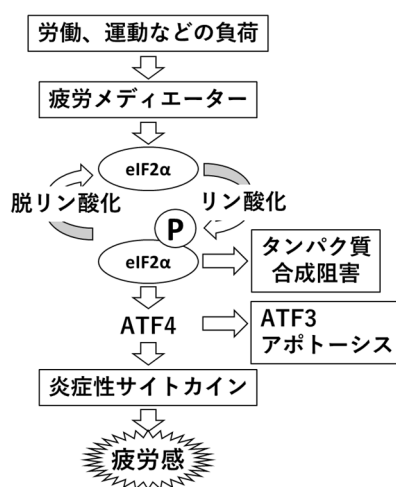 労働、運動などの負荷
疲労メディエーター
eIF2α
脱リン酸化
リン酸化
P
eIF2α
タンパク質
合成阻害
ATF4
ATF3
アポトーシス
炎症性サイトカイン
疲労感